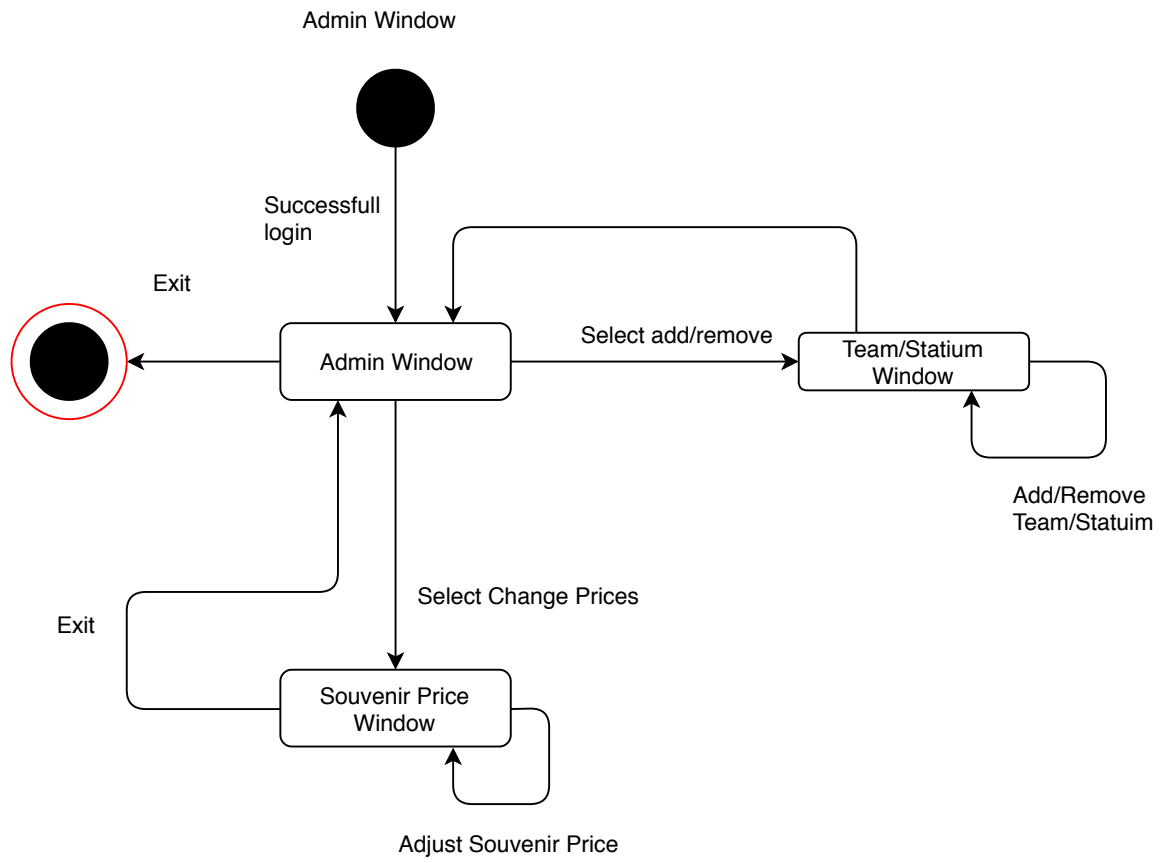 Admin Window
Successfull
login
Exit
Admin Window
Select add/remove
Team/Statium
Window
Add/Remove
Team/Statuim
Select Change Prices
Exit
Souvenir Price
Window
Adjust Souvenir Price